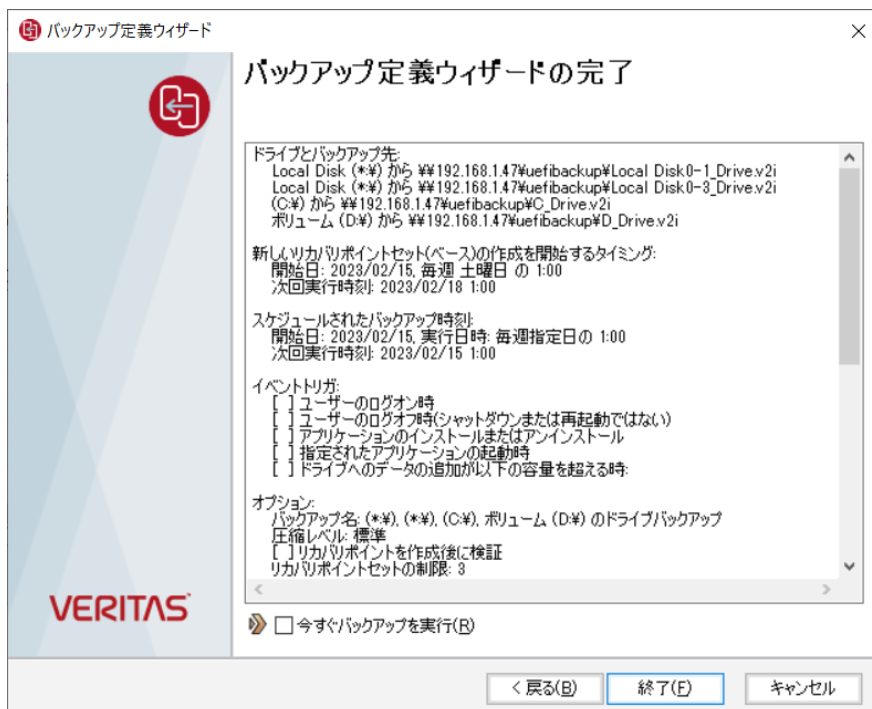 バックアップ定義ウィザード
バックアップ定義ウィザードの完了
ドライブとバックアップ先:
Local Disk (*:¥) から ¥¥192.168.1.47¥uefibackup¥Local Disk0-1_Drive.v2i
Local Disk (*:¥) から ¥¥192.168.1.47¥uefibackup¥Local Disk0-3_Drive.v2i
(C:¥) から ¥¥192.168.1.47¥uefibackup¥C_Drive.v2i
ボリューム (D:¥) から ¥¥192.168.1.47¥uefibackup¥D_Drive.v2i
新しいリカバリポイントセット(ベース)の作成を開始するタイミング:
開始日: 2023/02/15, 毎週 土曜日 の 1:00
次回実行時刻: 2023/02/18 1:00
スケジュールされたバックアップ時刻:
開始日: 2023/02/15, 実行日時: 毎週指定日の 1:00
次回実行時刻: 2023/02/15 1:00
イベントトリガ:
[ ] ユーザーのログオン時
[ ] ユーザーのログオフ時(シャットダウンまたは再起動ではない)
[ ] アプリケーションのインストールまたはアンインストール
[ ] 指定されたアプリケーションの起動時
[ ] ドライブへのデータの追加が以下の容量を超える時:
オプション:
バックアップ名: (*:¥), (*:¥), (C:¥), ボリューム (D:¥) のドライブバックアップ
圧縮レベル: 標準
[ ] リカバリポイントを作成後に検証
リカバリポイントセットの制限: 3
VERITAS
今すぐバックアップを実行(R)
< 戻る(B)
終了(F)
キャンセル